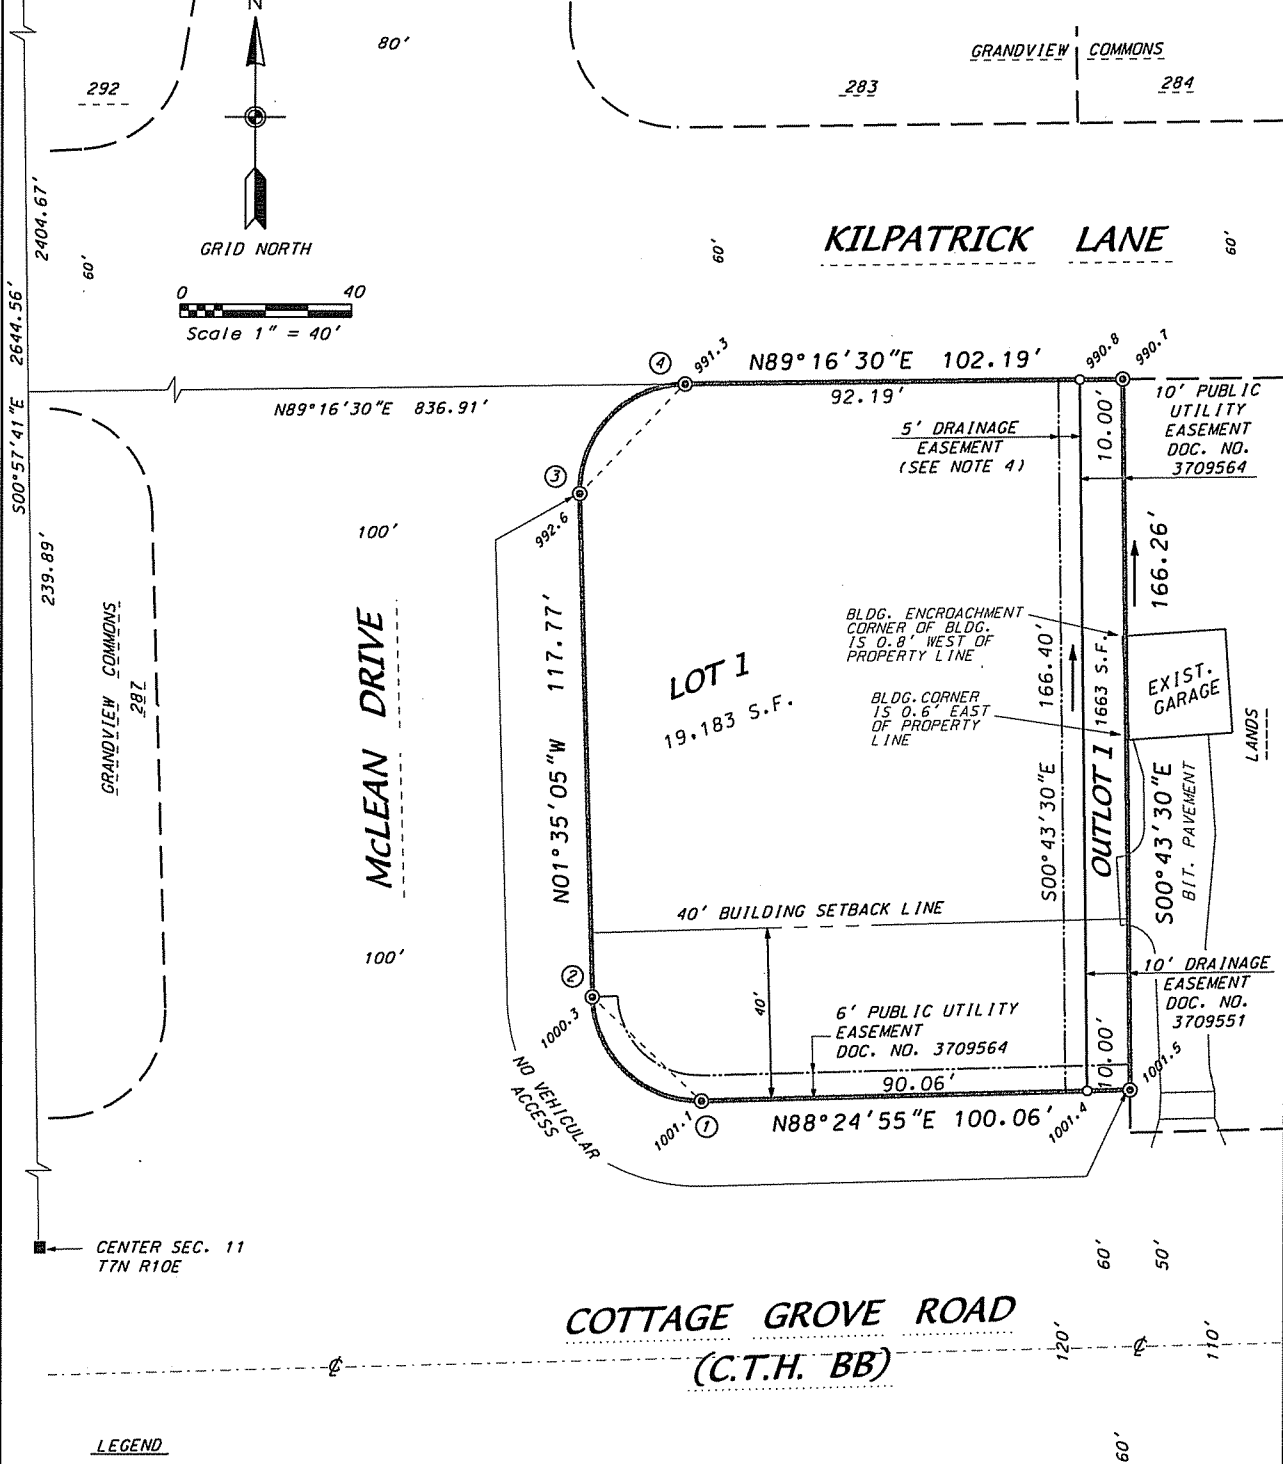 N
80'
GRANDVIEW COMMONS
292
283
284
2404.67'
60'
GRID NORTH
KILPATRICK LANE
60'
60'
0 40
Scale 1" = 40'
S00°57'41"E 2644.56'
4
991.3
N89°16'30"E 102.19'
990.8
990.7
N89°16'30"E 836.91'
92.19'
10' PUBLIC
UTILITY
EASEMENT
DOC. NO.
3709564
5' DRAINAGE
EASEMENT
(SEE NOTE 4)
10.00'
3
992.6
100'
239.89'
GRANDVIEW COMMONS
287
McLEAN DRIVE
N01°35'05"W 117.77'
166.26'
BLDG. ENCROACHMENT
CORNER OF BLDG.
IS 0.8' WEST OF
PROPERTY LINE
166.40'
LOT 1
19,183 S.F.
1663 S.F.
EXIST.
GARAGE
BLDG.CORNER
IS 0.6' EAST
OF PROPERTY
LINE
LANDS
S00°43'30"E
OUTLOT 1
S00°43'30"E
BIT. PAVEMENT
40' BUILDING SETBACK LINE
100'
2
1000.3
40'
10' DRAINAGE
EASEMENT
DOC. NO.
3709551
6' PUBLIC UTILITY
EASEMENT
DOC. NO. 3709564
10.00'
1001.5
NO VEHICULAR
ACCESS
90.06'
1001.1
1
N88°24'55"E 100.06'
1001.4
CENTER SEC. 11
T7N R10E
60'
50'
COTTAGE GROVE ROAD
(C.T.H. BB)
℄
120'
℄
110'
LEGEND
60'